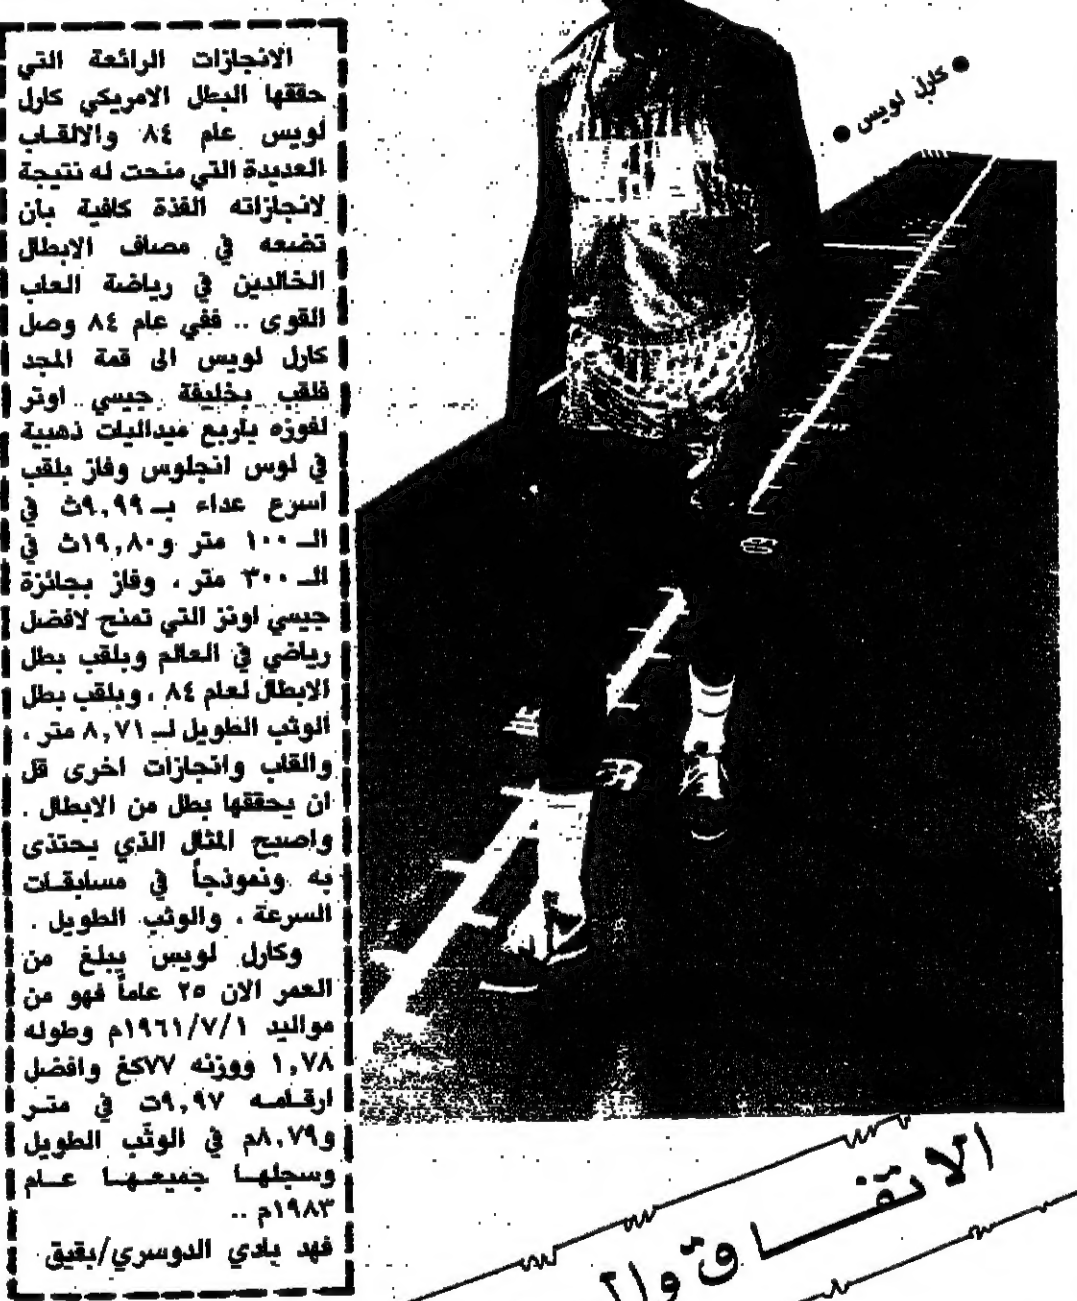 ● كارل لويس ●
الانجازات الرائعة التي
حققها البطل الامريكي كارل
لويس عام ٨٤ والالقاب
العديدة التي منحت له نتيجة
لانجازاته الفذة كافية بان
تضعه في مصاف الابطال
الخالدين في رياضة العاب
القوى .. ففي عام ٨٤ وصل
كارل لويس الى قمة المجد
فلقب بخليفة جيسي اونر
لفوزه باربع ميداليات ذهبية
في لوس انجلوس وفاز بلقب
اسرع عداء بـ ٩,٩٩ث في
الـ ١٠٠ متر و١٩,٨٠ث في
الـ ٣٠٠ متر ، وفاز بجائزة
جيسي اونز التي تمنح لافضل
رياضي في العالم وبلقب بطل
الابطال لعام ٨٤ ، وبلقب بطل
الوثب الطويل لـ ٨,٧١ متر ،
والقاب وانجازات اخرى قل
ان يحققها بطل من الابطال .
واصبح المثال الذي يحتذى
به ونموذجاً في مسابقات
السرعة ، والوثب الطويل .
وكارل لويس يبلغ من
العمر الان ٢٥ عاماً فهو من
مواليد ١٩٦١/٧/١م وطوله
١,٧٨ ووزنه ٧٧كغ وافضل
ارقامه ٩,٩٧ث في متر
و٨,٧٩م في الوثب الطويل
وسجلها جميعها عام
١٩٨٣م ..
فهد بادي الدوسري/بقيق
الاتفاق